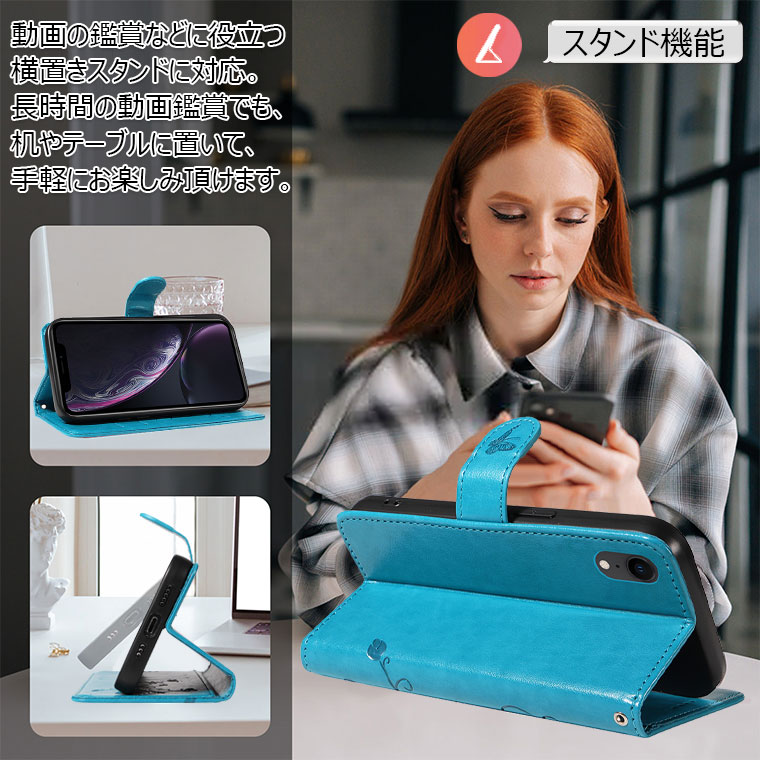 動画の鑑賞などに役立つ
横置きスタンドに対応。
長時間の動画鑑賞でも、
机やテーブルに置いて、
手軽にお楽しみ頂けます。
スタンド機能